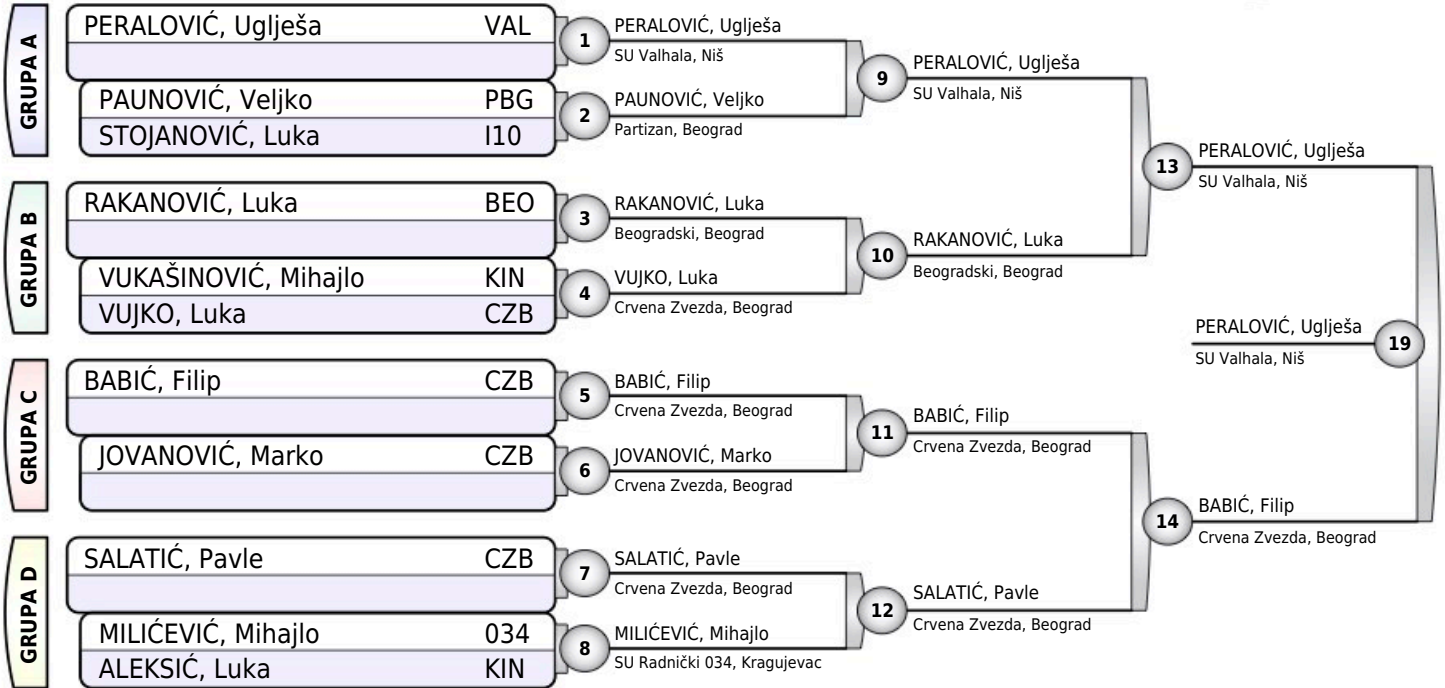 GRUPA A
PERALOVIĆ, Uglješa VAL
PAUNOVIĆ, Veljko PBG
STOJANOVIĆ, Luka I10
GRUPA B
RAKANOVIĆ, Luka BEO
VUKAŠINOVIĆ, Mihajlo KIN
VUJKO, Luka CZB
GRUPA C
BABIĆ, Filip CZB
JOVANOVIĆ, Marko CZB
GRUPA D
SALATIĆ, Pavle CZB
MILIĆEVIĆ, Mihajlo 034
ALEKSIĆ, Luka KIN
1
PERALOVIĆ, Uglješa
SU Valhala, Niš
2
PAUNOVIĆ, Veljko
Partizan, Beograd
3
RAKANOVIĆ, Luka
Beogradski, Beograd
4
VUJKO, Luka
Crvena Zvezda, Beograd
5
BABIĆ, Filip
Crvena Zvezda, Beograd
6
JOVANOVIĆ, Marko
Crvena Zvezda, Beograd
7
SALATIĆ, Pavle
Crvena Zvezda, Beograd
8
MILIĆEVIĆ, Mihajlo
SU Radnički 034, Kragujevac
9
PERALOVIĆ, Uglješa
SU Valhala, Niš
10
RAKANOVIĆ, Luka
Beogradski, Beograd
11
BABIĆ, Filip
Crvena Zvezda, Beograd
12
SALATIĆ, Pavle
Crvena Zvezda, Beograd
13
PERALOVIĆ, Uglješa
SU Valhala, Niš
14
BABIĆ, Filip
Crvena Zvezda, Beograd
PERALOVIĆ, Uglješa
SU Valhala, Niš
19